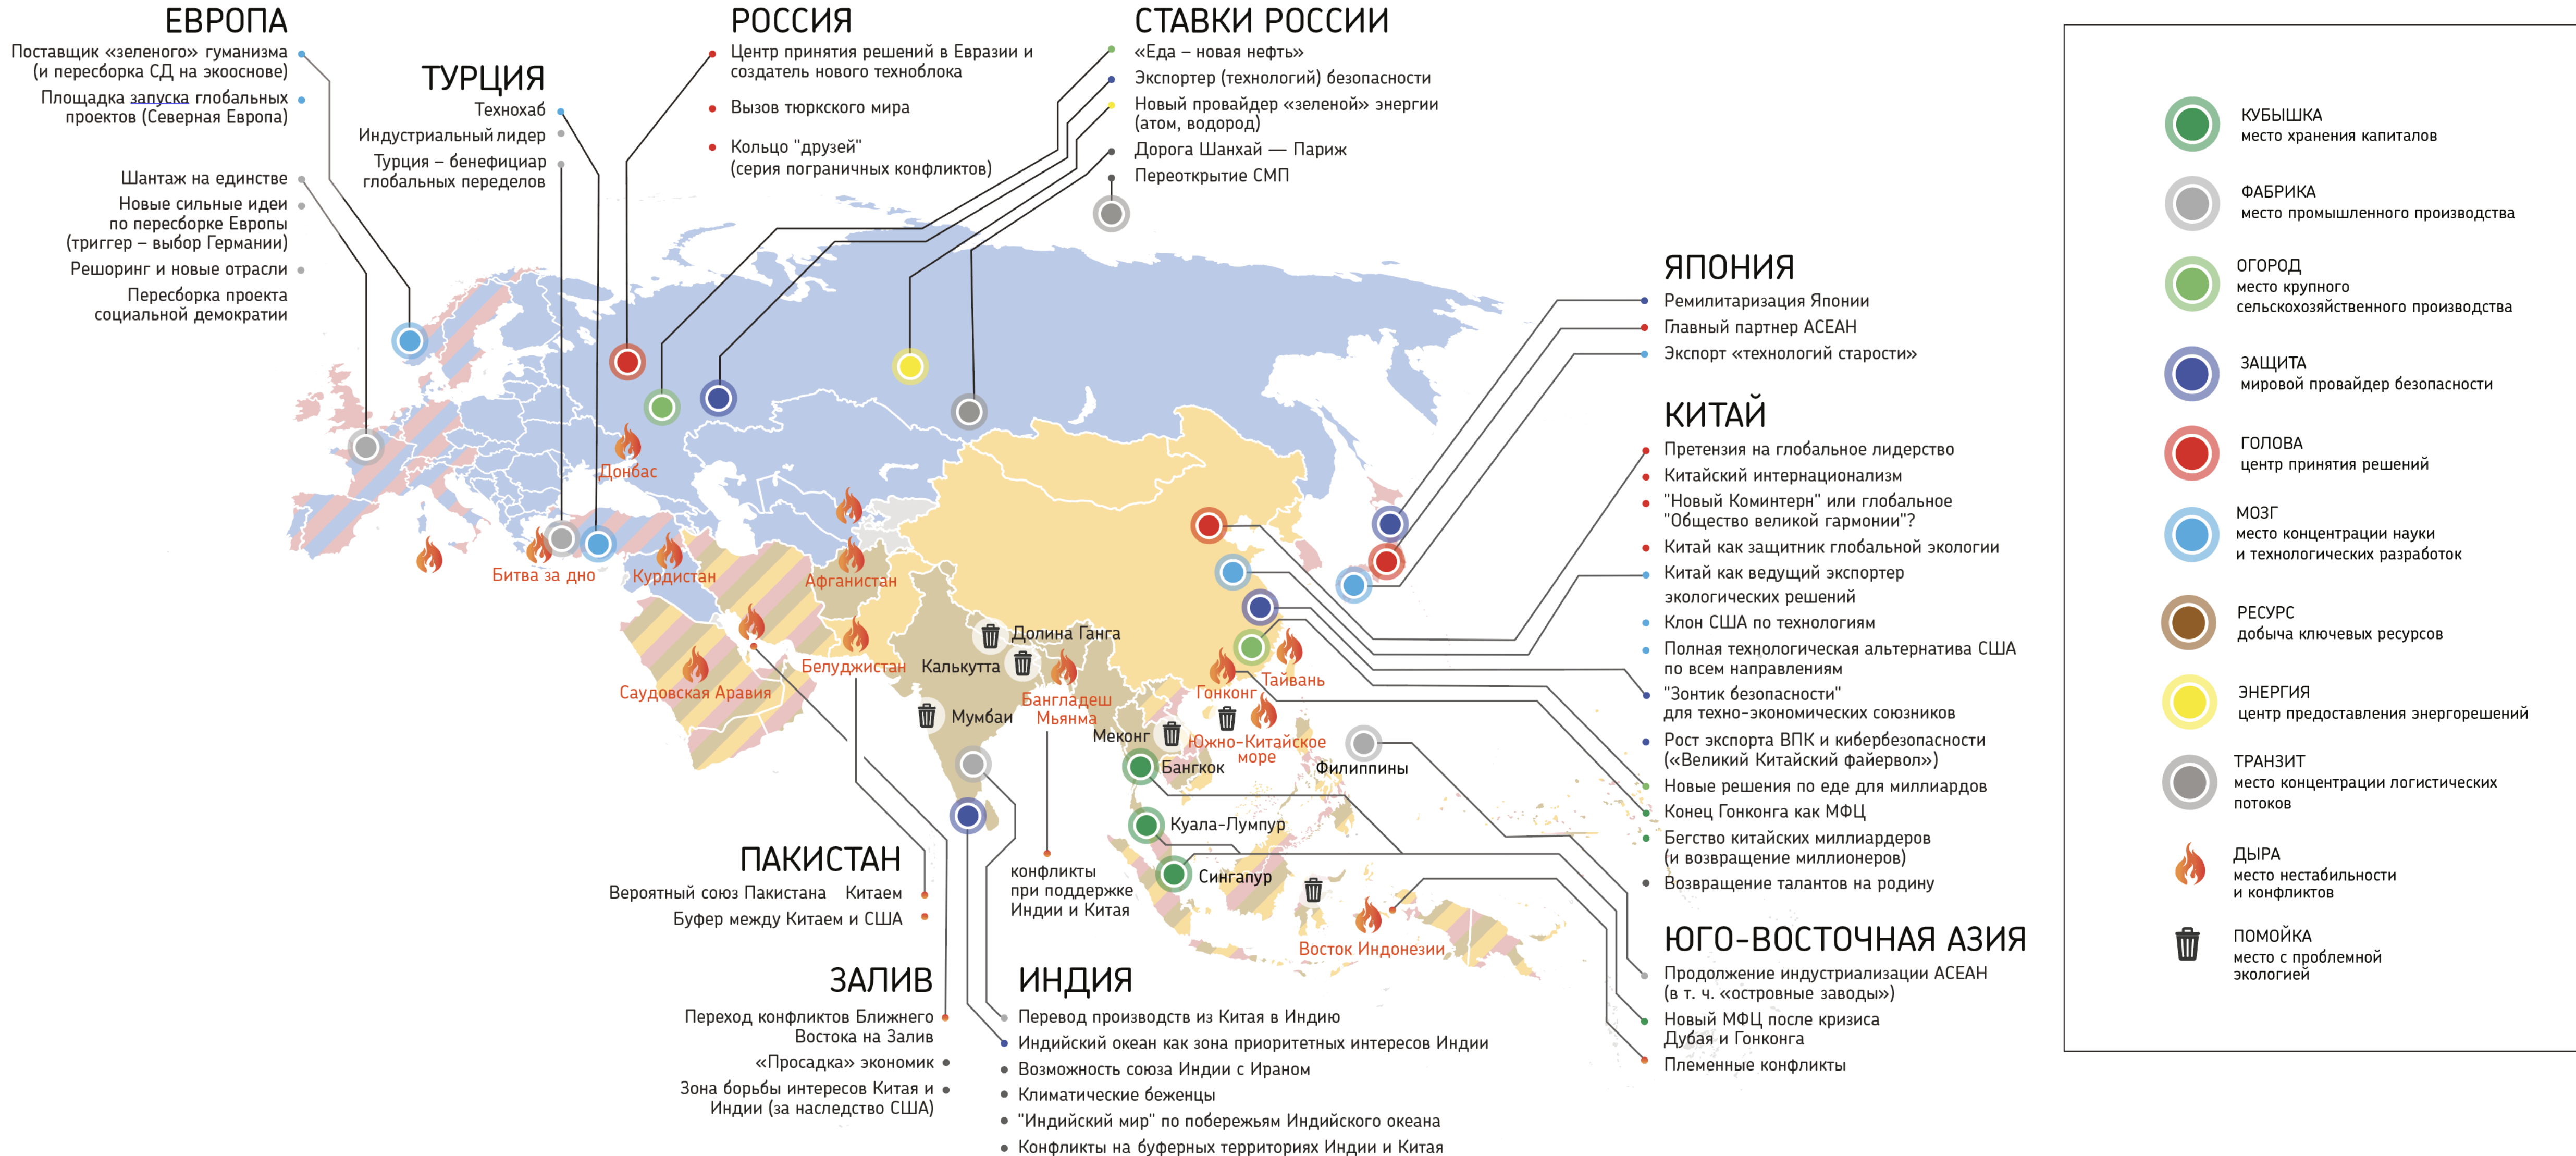 ЕВРОПА
Поставщик «зеленого» гуманизма
(и пересборка СД на экооснове)
Площадка запуска глобальных
проектов (Северная Европа)
Шантаж на единстве
Новые сильные идеи
по пересборке Европы
(триггер – выбор Германии)
Решоринг и новые отрасли
Пересборка проекта
социальной демократии
ТУРЦИЯ
Технохаб
Индустриальный лидер
Турция – бенефициар
глобальных переделов
РОССИЯ
Центр принятия решений в Евразии и
создатель нового техноблока
Вызов тюркского мира
Кольцо "друзей"
(серия пограничных конфликтов)
СТАВКИ РОССИИ
«Еда – новая нефть»
Экспортер (технологий) безопасности
Новый провайдер «зеленой» энергии
(атом, водород)
Дорога Шанхай — Париж
Переоткрытие СМП
ЯПОНИЯ
Ремилитаризация Японии
Главный партнер АСЕАН
Экспорт «технологий старости»
КИТАЙ
Претензия на глобальное лидерство
Китайский интернационализм
"Новый Коминтерн" или глобальное
"Общество великой гармонии"?
Китай как защитник глобальной экологии
Китай как ведущий экспортер
экологических решений
Клон США по технологиям
Полная технологическая альтернатива США
по всем направлениям
"Зонтик безопасности"
для техно-экономических союзников
Рост экспорта ВПК и кибербезопасности
(«Великий Китайский файервол»)
Новые решения по еде для миллиардов
Конец Гонконга как МФЦ
Бегство китайских миллиардеров
(и возвращение миллионеров)
Возвращение талантов на родину
ЮГО-ВОСТОЧНАЯ АЗИЯ
Продолжение индустриализации АСЕАН
(в т. ч. «островные заводы»)
Новый МФЦ после кризиса
Дубая и Гонконга
Племенные конфликты
Донбас
Битва за дно
Курдистан
Афганистан
Саудовская Аравия
Белуджистан
Долина Ганга
Калькутта
Мумбаи
Бангладеш
Мьянма
Меконг
Гонконг
Тайвань
Южно-Китайское
море
Бангкок
Филиппины
Куала-Лумпур
Сингапур
Восток Индонезии
конфликты
при поддержке
Индии и Китая
ПАКИСТАН
Вероятный союз Пакистана Китаем
Буфер между Китаем и США
ЗАЛИВ
Переход конфликтов Ближнего
Востока на Залив
«Просадка» экономик
Зона борьбы интересов Китая и
Индии (за наследство США)
ИНДИЯ
Перевод производств из Китая в Индию
Индийский океан как зона приоритетных интересов Индии
Возможность союза Индии с Ираном
Климатические беженцы
"Индийский мир" по побережьям Индийского океана
Конфликты на буферных территориях Индии и Китая
КУБЫШКА
место хранения капиталов
ФАБРИКА
место промышленного производства
ОГОРОД
место крупного
сельскохозяйственного производства
ЗАЩИТА
мировой провайдер безопасности
ГОЛОВА
центр принятия решений
МОЗГ
место концентрации науки
и технологических разработок
РЕСУРС
добыча ключевых ресурсов
ЭНЕРГИЯ
центр предоставления энергорешений
ТРАНЗИТ
место концентрации логистических
потоков
ДЫРА
место нестабильности
и конфликтов
ПОМОЙКА
место с проблемной
экологией